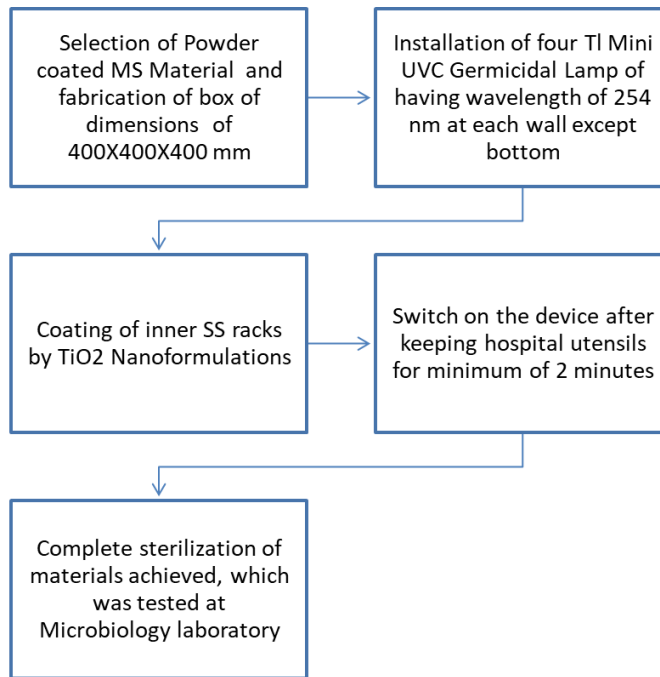 Selection of Powder
coated MS Material and
fabrication of box of
dimensions of
400X400X400 mm
Installation of four Tl Mini
UVC Germicidal Lamp of
having wavelength of 254
nm at each wall except
bottom
Coating of inner SS racks
by TiO2 Nanoformulations
Switch on the device after
keeping hospital utensils
for minimum of 2 minutes
Complete sterilization of
materials achieved, which
was tested at
Microbiology laboratory